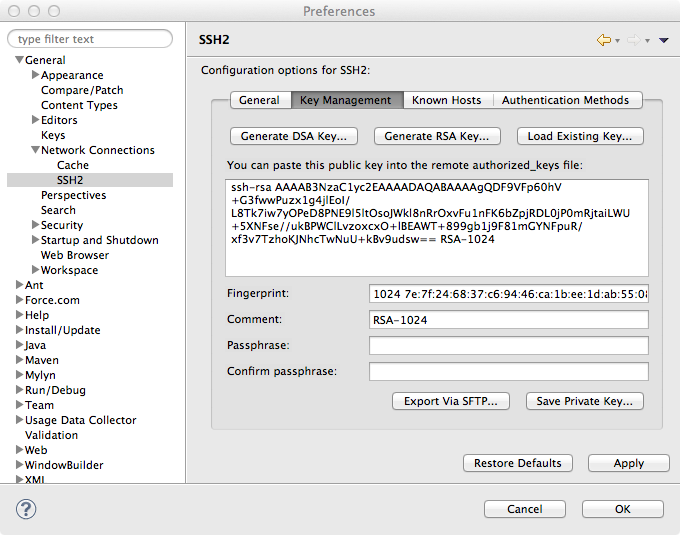 Preferences
type filter text
General
Appearance
Compare/Patch
Content Types
Editors
Keys
Network Connections
Cache
SSH2
Perspectives
Search
Security
Startup and Shutdown
Web Browser
Workspace
Ant
Force.com
Help
Install/Update
Java
Maven
Mylyn
Run/Debug
Team
Usage Data Collector
Validation
Web
WindowBuilder
XML
SSH2
Configuration options for SSH2:
General Key Management Known Hosts Authentication Methods
Generate DSA Key... Generate RSA Key... Load Existing Key...
You can paste this public key into the remote authorized_keys file:
ssh-rsa AAAAB3NzaC1yc2EAAAADAQABAAAAgQDF9VFp60hV
+G3fwwPuzx1g4jlEoI/
L8Tk7iw7yOPeD8PNE9l5ltOsoJWkl8nRrOxvFu1nFK6bZpjRDL0jP0mRjtaiLWU
+5XNFse//ukBPWClLvzoxcxO+lBEAWT+899gb1j9F81mGYNFpuR/
xf3v7TzhoKJNhcTwNuU+kBv9udsw== RSA-1024
Fingerprint: 1024 7e:7f:24:68:37:c6:94:46:ca:1b:ee:1d:ab:55:08
Comment: RSA-1024
Passphrase:
Confirm passphrase:
Export Via SFTP... Save Private Key...
Restore Defaults Apply
? Cancel OK